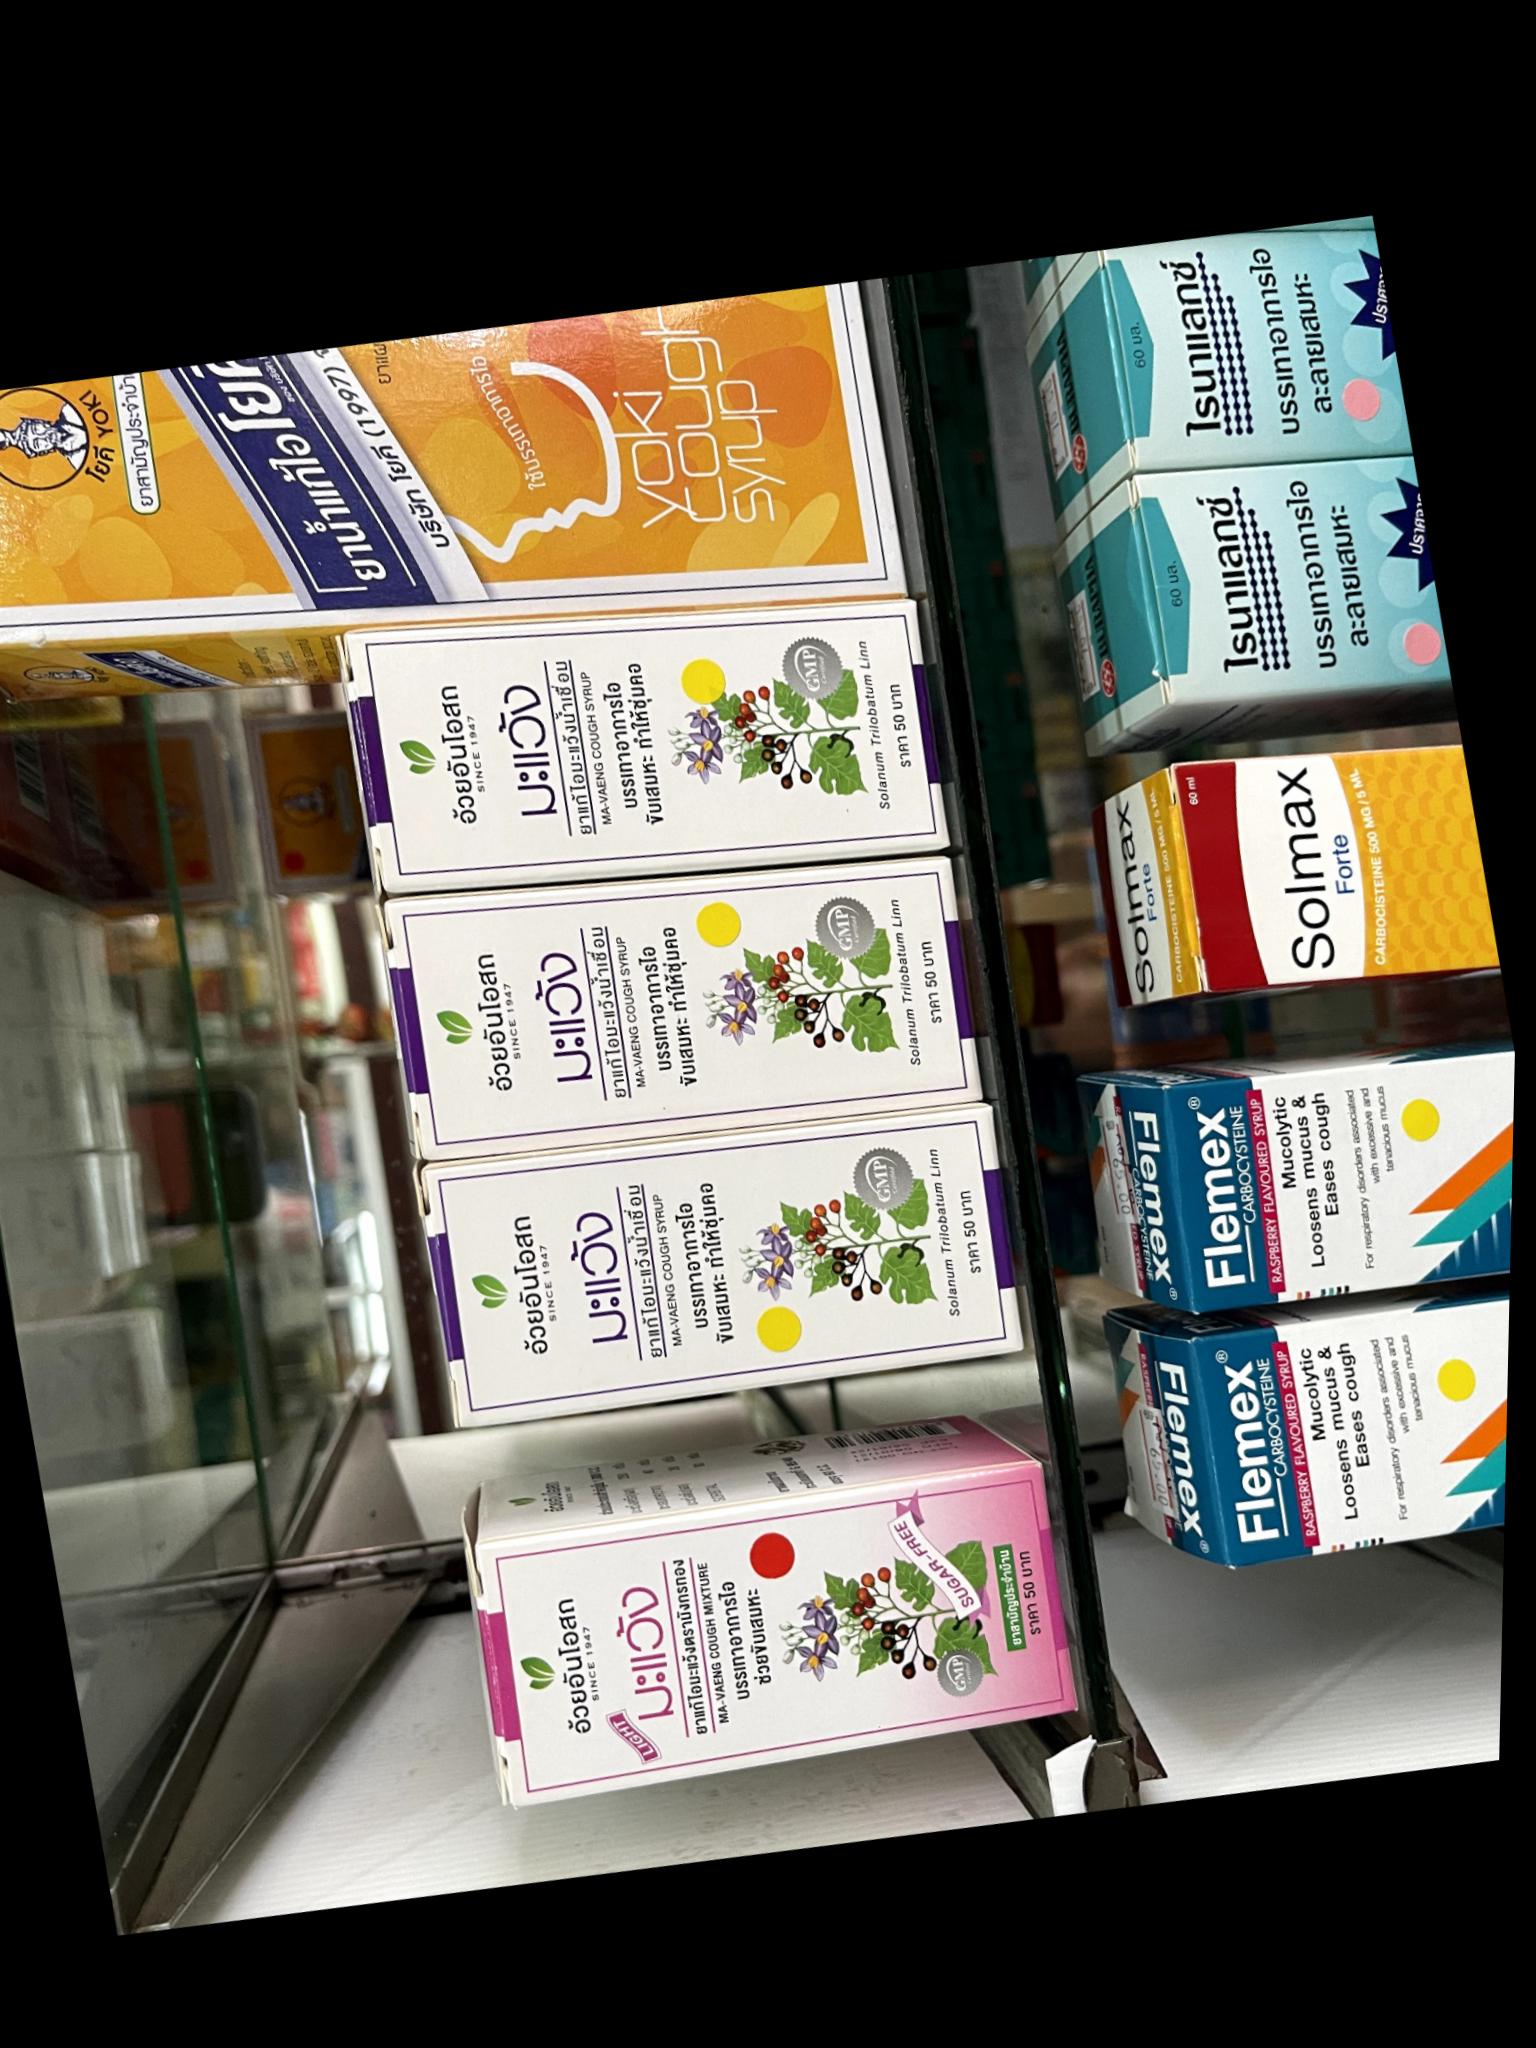 อ้วยอันโอสถ
SINCE 1947
LIGHT
มะแว้ง
ยาแก้ไอมะแว้งตรามังกรทอง
MA-VAENG COUGH MIXTURE
บรรเทาอาการไอ
ช่วยขับเสมหะ
SUGAR-FREE
GMP
ยาสามัญประจำบ้าน
ราคา 50 บาท
อ้วยอันโอสถ
SINCE 1947
มะแว้ง
ยาแก้ไอมะแว้งน้ำเชื่อม
MA-VAENG COUGH SYRUP
บรรเทาอาการไอ
ขับเสมหะ ทำให้ชุ่มคอ
GMP
Solanum Trilobatum Linn
ราคา 50 บาท
อ้วยอันโอสถ
SINCE 1947
มะแว้ง
ยาแก้ไอมะแว้งน้ำเชื่อม
MA-VAENG COUGH SYRUP
บรรเทาอาการไอ
ขับเสมหะ ทำให้ชุ่มคอ
GMP
Solanum Trilobatum Linn
ราคา 50 บาท
อ้วยอันโอสถ
SINCE 1947
มะแว้ง
ยาแก้ไอมะแว้งน้ำเชื่อม
MA-VAENG COUGH SYRUP
บรรเทาอาการไอ
ขับเสมหะ ทำให้ชุ่มคอ
GMP
Solanum Trilobatum Linn
ราคา 50 บาท
โยคี YOKI
ยาสามัญประจำบ้าน
ยาน้ำแก้ไอ โยคี
บริษัท โยคี (1997)
ใช้บรรเทาอาการไอ
Yoki
Cough
Syrup
Flemex®
CARBOCYSTEINE
Flemex®
CARBOCYSTEINE
RASPBERRY FLAVOURED SYRUP
Mucolytic
Loosens mucus &
Eases cough
For respiratory disorders associated
with excessive and
tenacious mucus
Flemex®
CARBOCYSTEINE
Flemex®
CARBOCYSTEINE
RASPBERRY FLAVOURED SYRUP
Mucolytic
Loosens mucus &
Eases cough
For respiratory disorders associated
with excessive and
tenacious mucus
Solmax
Forte
CARBOCISTEINE 500 MG/5 ML
60 ml
Solmax
Forte
CARBOCISTEINE 500 MG/5 ML
60 มล.
ไรนาแลกซ์
บรรเทาอาการไอ
ละลายเสมหะ
60 มล.
ไรนาแลกซ์
บรรเทาอาการไอ
ละลายเสมหะ